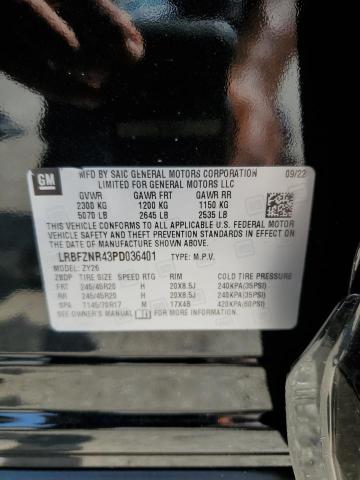 GM
MFD BY SAIC GENERAL MOTORS CORPORATION 09/22
LIMITED FOR GENERAL MOTORS LLC
GVWR GAWR FRT GAWR RR
2300 KG 1200 KG 1150 KG
5070 LB 2645 LB 2535 LB
THIS VEHICLE CONFORMS TO ALL APPLICABLE U.S. FEDERAL MOTOR
VEHICLE SAFETY AND THEFT PREVENTION STANDARDS IN EFFECT ON
THE DATE OF MANUFACTURE SHOWN ABOVE.
LRBFZNR43PD036401 TYPE: M.P.V.
MODEL: ZY26
ZBDP TIRE SIZE SPEED RTG RIM COLD TIRE PRESSURE
FRT 245/45R20 H 20X8.5J 240KPA(35PSI)
RR 245/45R20 H 20X8.5J 240KPA(35PSI)
SPA T145/70R17 M 17X4B 420KPA(60PSI)
SEE OWNER'S MANUAL FOR MORE INFORMATION.